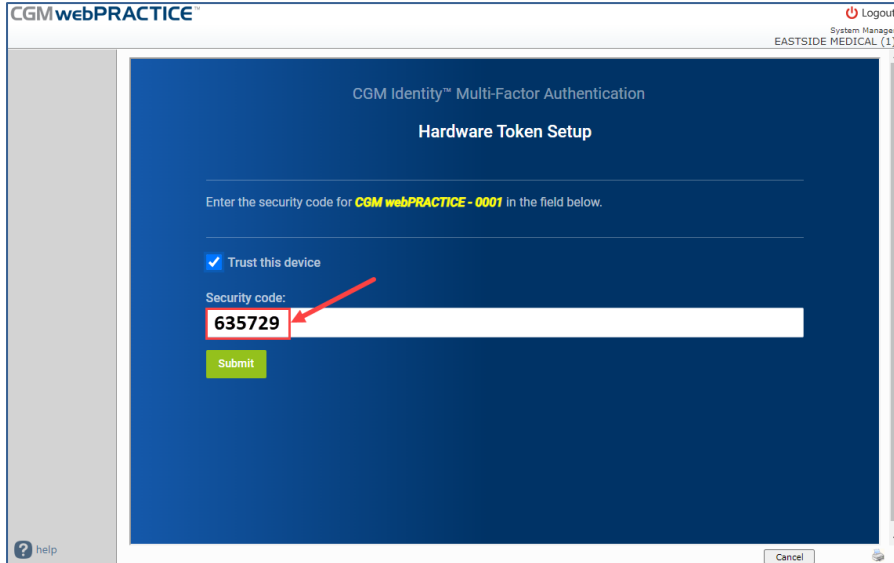 CGM webPRACTICE™
Logout
System Manager
EASTSIDE MEDICAL (1)
CGM Identity™ Multi-Factor Authentication
Hardware Token Setup
Enter the security code for CGM webPRACTICE - 0001 in the field below.
Trust this device
Security code:
635729
Submit
? help
Cancel